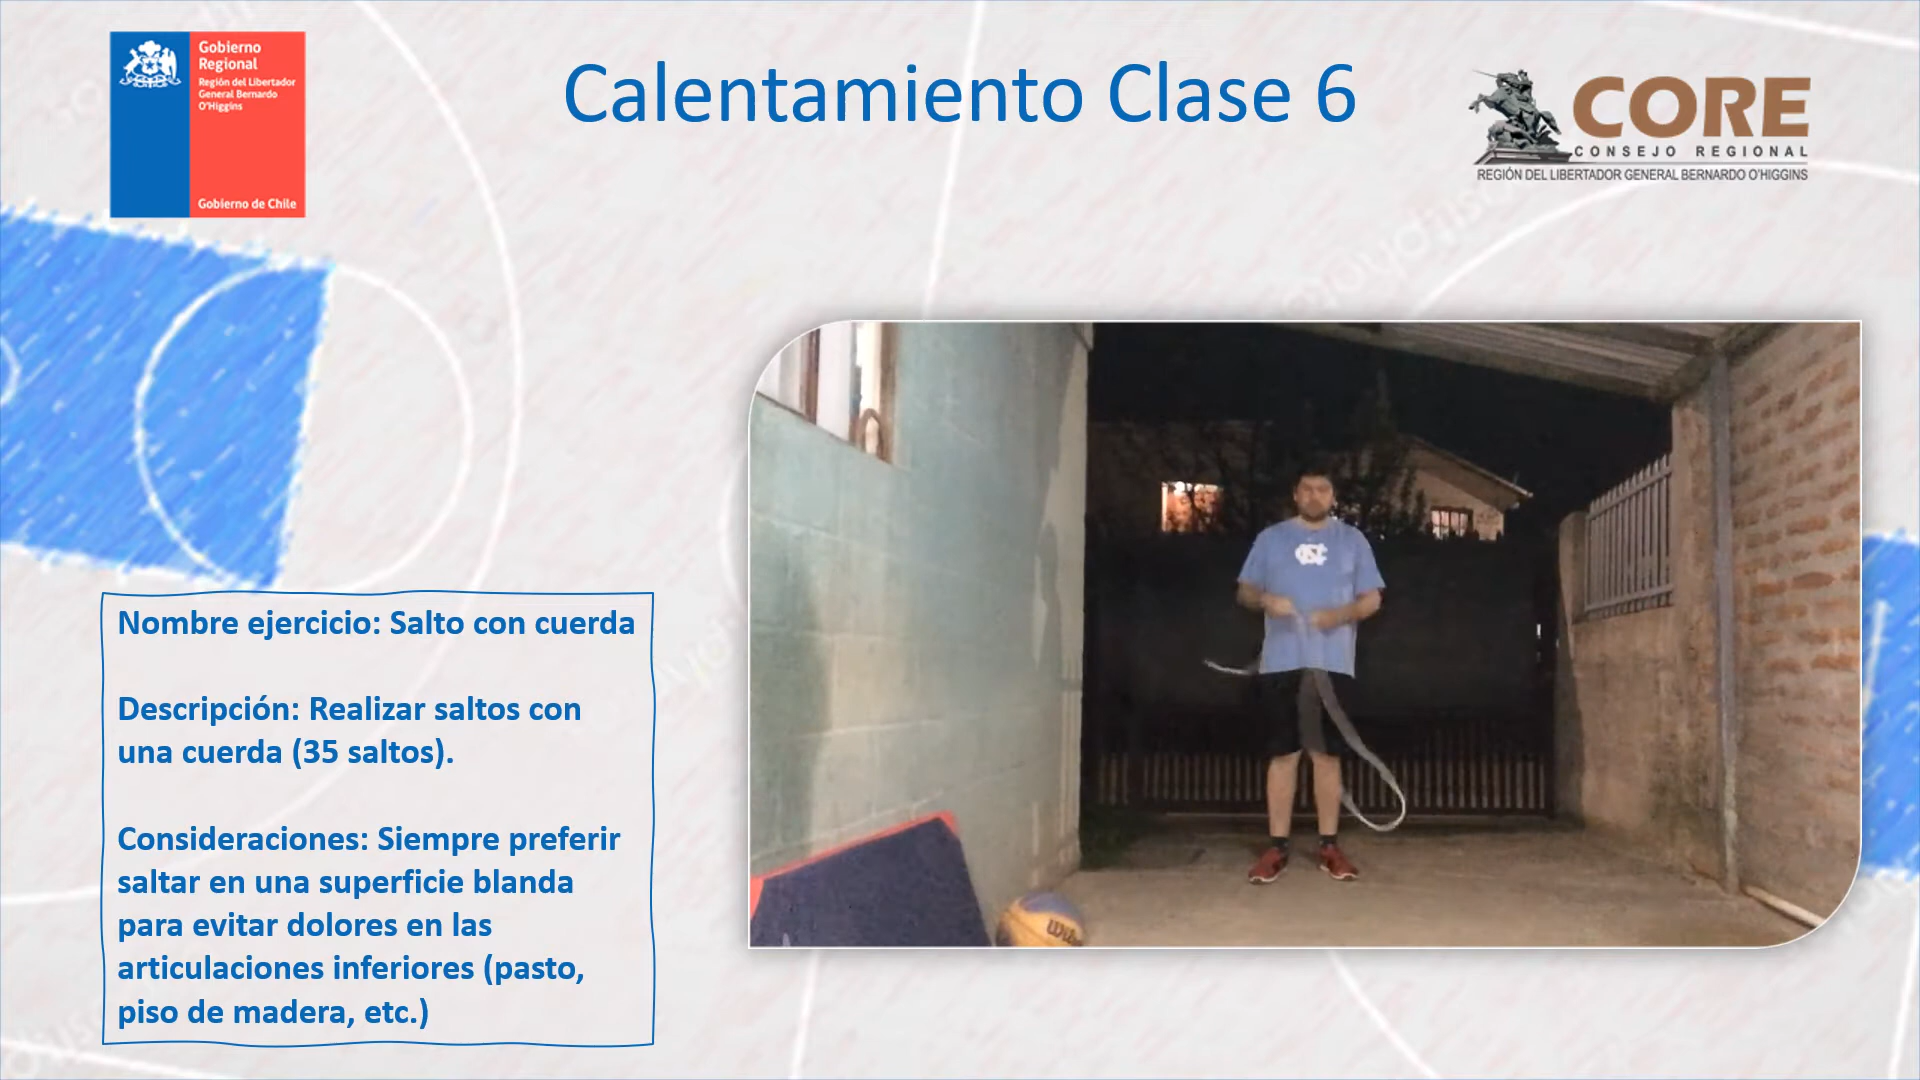 Gobierno
Regional
Región del Libertador
General Bernardo
O'Higgins
Gobierno de Chile
Calentamiento Clase 6
CORE
CONSEJO REGIONAL
REGIÓN DEL LIBERTADOR GENERAL BERNARDO O'HIGGINS
Nombre ejercicio: Salto con cuerda
Descripción: Realizar saltos con
una cuerda (35 saltos).
Consideraciones: Siempre preferir
saltar en una superficie blanda
para evitar dolores en las
articulaciones inferiores (pasto,
piso de madera, etc.)
NC